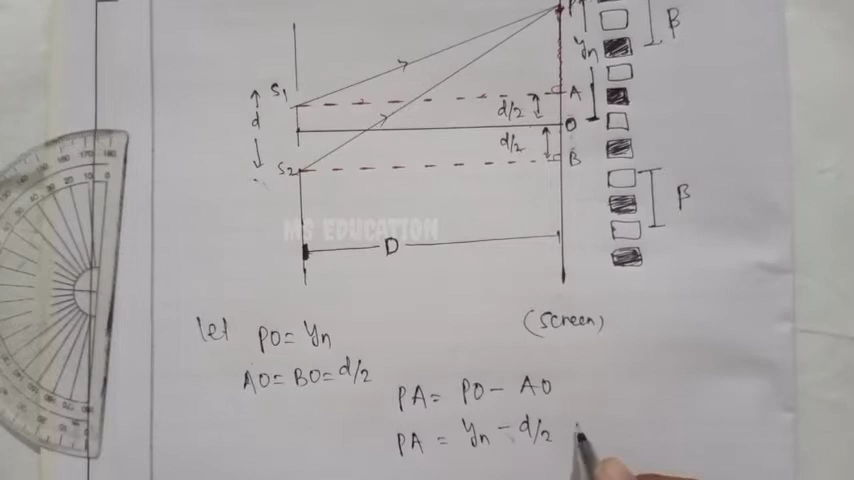 P
β
yn
S1
A
d/2
d
O
d/2
S2
B
β
MS EDUCATION
D
(screen)
let PO = yn
AO = BO = d/2
PA = PO - AO
PA = yn - d/2